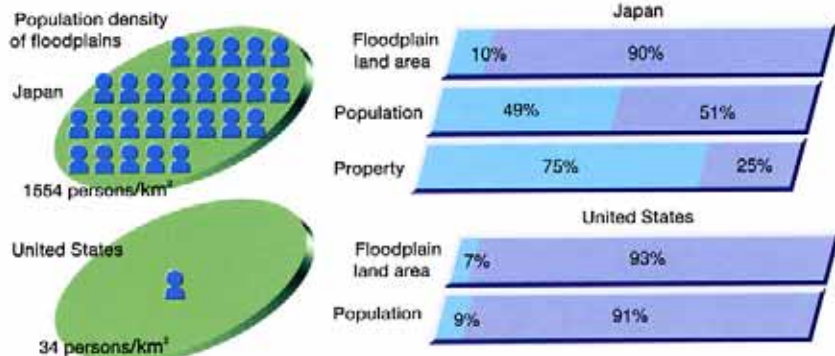 Population density
of floodplains
Japan
1554 persons/km²
United States
34 persons/km²
Japan
Floodplain
land area
10% 90%
Population
49% 51%
Property
75% 25%
United States
Floodplain
land area
7% 93%
Population
9% 91%